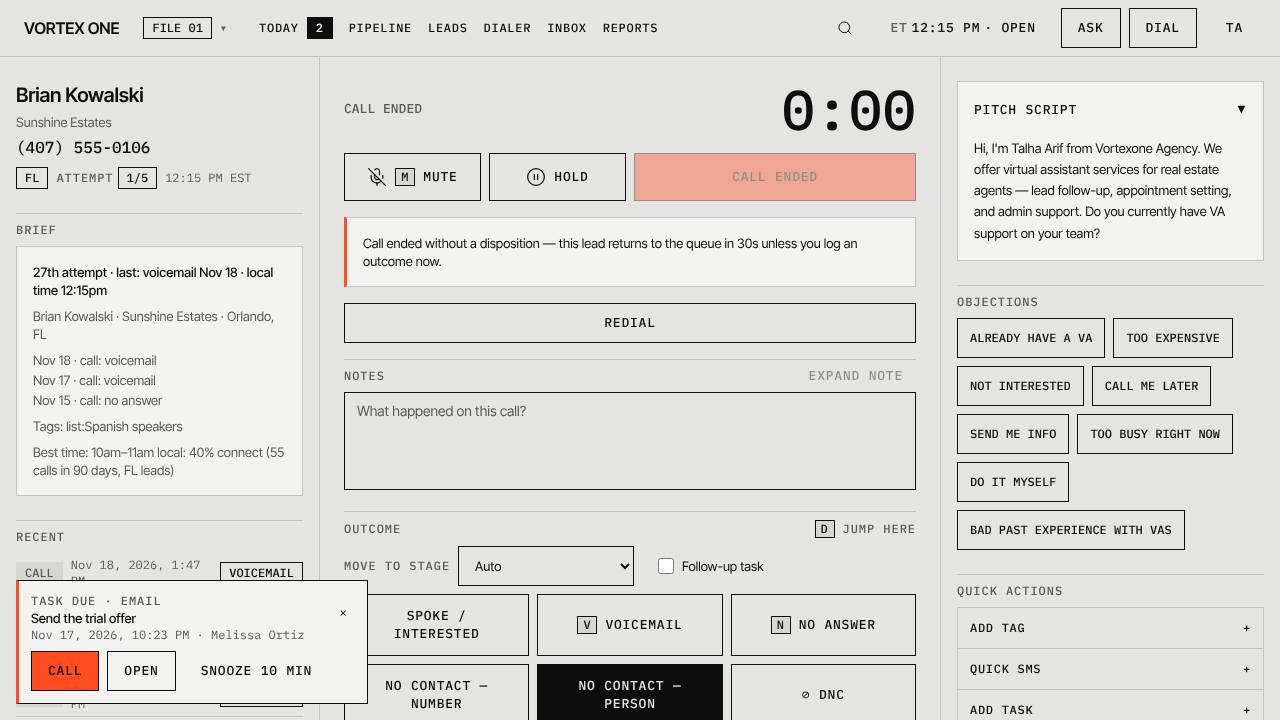 VORTEX ONE
FILE 01 ▾
TODAY 2
PIPELINE
LEADS
DIALER
INBOX
REPORTS
ET 12:15 PM · OPEN
ASK
DIAL
TA
Brian Kowalski
Sunshine Estates
(407) 555-0106
FL ATTEMPT 1/5 12:15 PM EST
BRIEF
27th attempt · last: voicemail Nov 18 · local
time 12:15pm
Brian Kowalski · Sunshine Estates · Orlando,
FL
Nov 18 · call: voicemail
Nov 17 · call: voicemail
Nov 15 · call: no answer
Tags: list:Spanish speakers
Best time: 10am–11am local: 40% connect (55
calls in 90 days, FL leads)
RECENT
CALL Nov 18, 2026, 1:47 VOICEMAIL
TASK DUE · EMAIL
×
Send the trial offer
Nov 17, 2026, 10:23 PM · Melissa Ortiz
CALL
OPEN
SNOOZE 10 MIN
CALL ENDED
0:00
M MUTE
HOLD
CALL ENDED
Call ended without a disposition — this lead returns to the queue in 30s unless you log an
outcome now.
REDIAL
NOTES
EXPAND NOTE
What happened on this call?
OUTCOME
D JUMP HERE
MOVE TO STAGE Auto
Follow-up task
SPOKE /
INTERESTED
V VOICEMAIL
N NO ANSWER
NO CONTACT —
NUMBER
NO CONTACT —
PERSON
⊘ DNC
PITCH SCRIPT ▼
Hi, I'm Talha Arif from Vortexone Agency. We
offer virtual assistant services for real estate
agents — lead follow-up, appointment setting,
and admin support. Do you currently have VA
support on your team?
OBJECTIONS
ALREADY HAVE A VA
TOO EXPENSIVE
NOT INTERESTED
CALL ME LATER
SEND ME INFO
TOO BUSY RIGHT NOW
DO IT MYSELF
BAD PAST EXPERIENCE WITH VAS
QUICK ACTIONS
ADD TAG +
QUICK SMS +
ADD TASK +